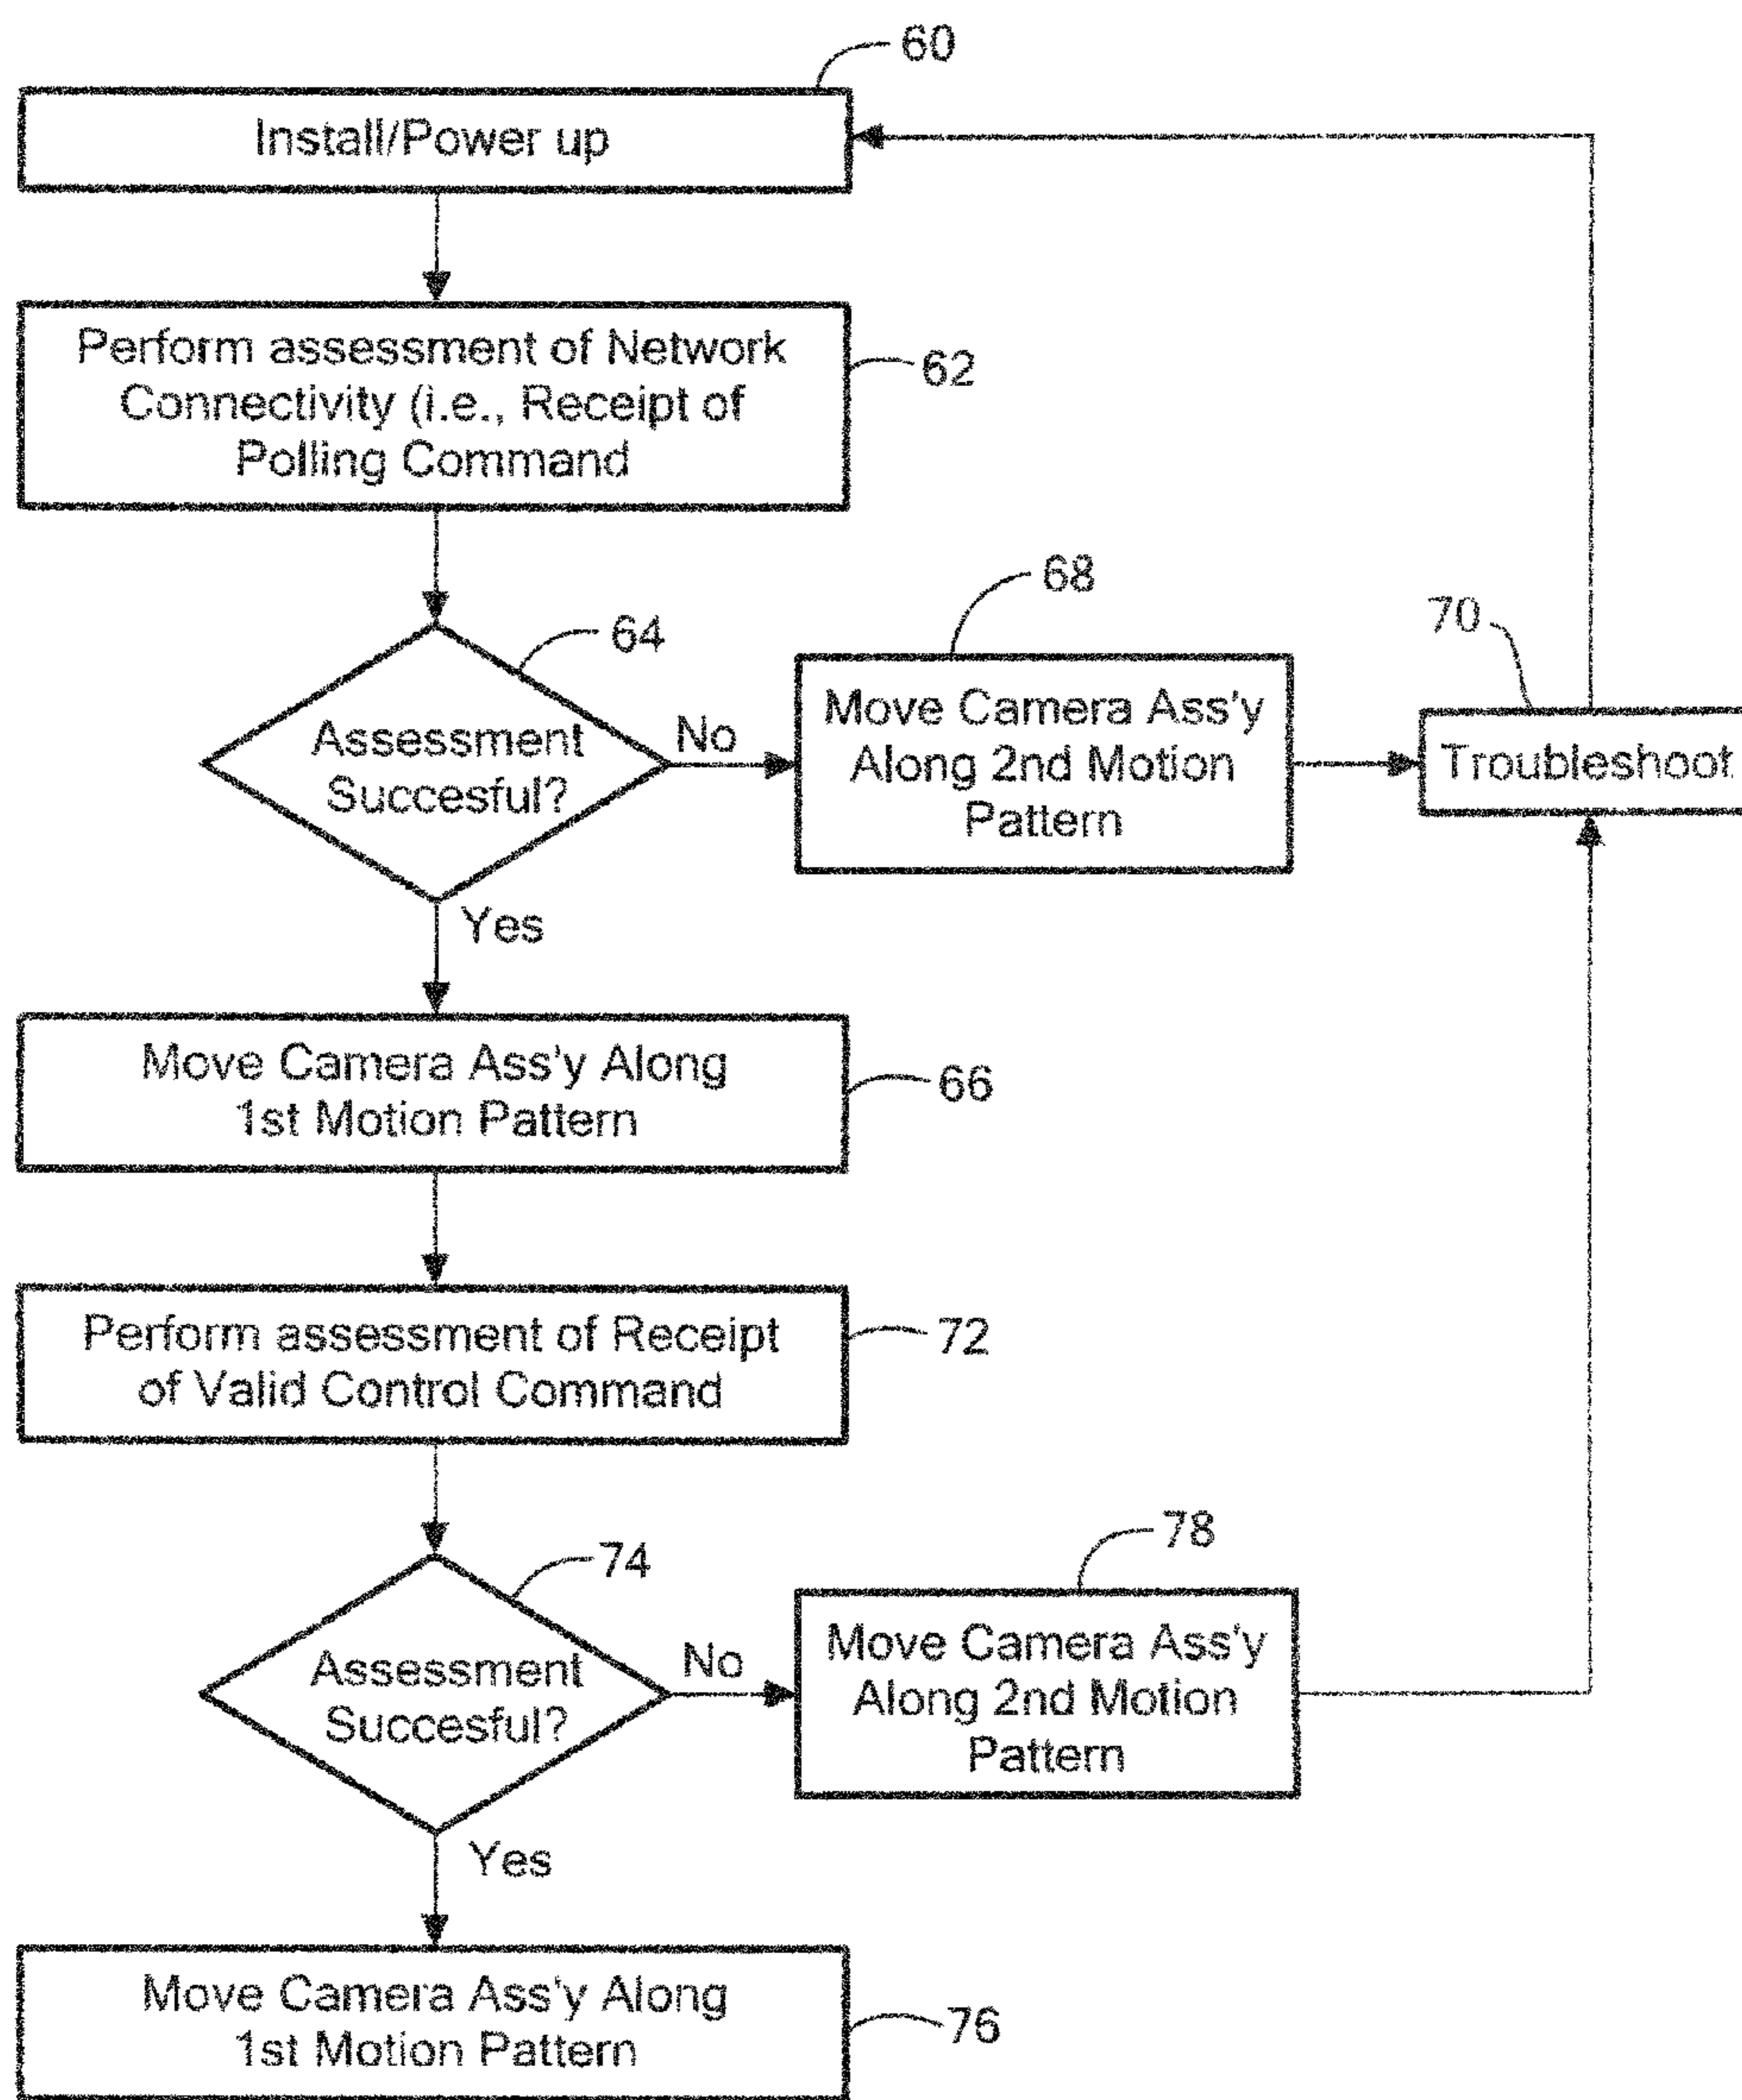 60
Install/Power up
Perform assessment of Network
Connectivity (i.e., Receipt of
Polling Command
62
64
Assessment
Succesful?
No
68
Move Camera Ass'y
Along 2nd Motion
Pattern
70
Troubleshoot
Yes
Move Camera Ass'y Along
1st Motion Pattern
66
Perform assessment of Receipt
of Valid Control Command
72
74
Assessment
Succesful?
No
78
Move Camera Ass'y
Along 2nd Motion
Pattern
Yes
Move Camera Ass'y Along
1st Motion Pattern
76